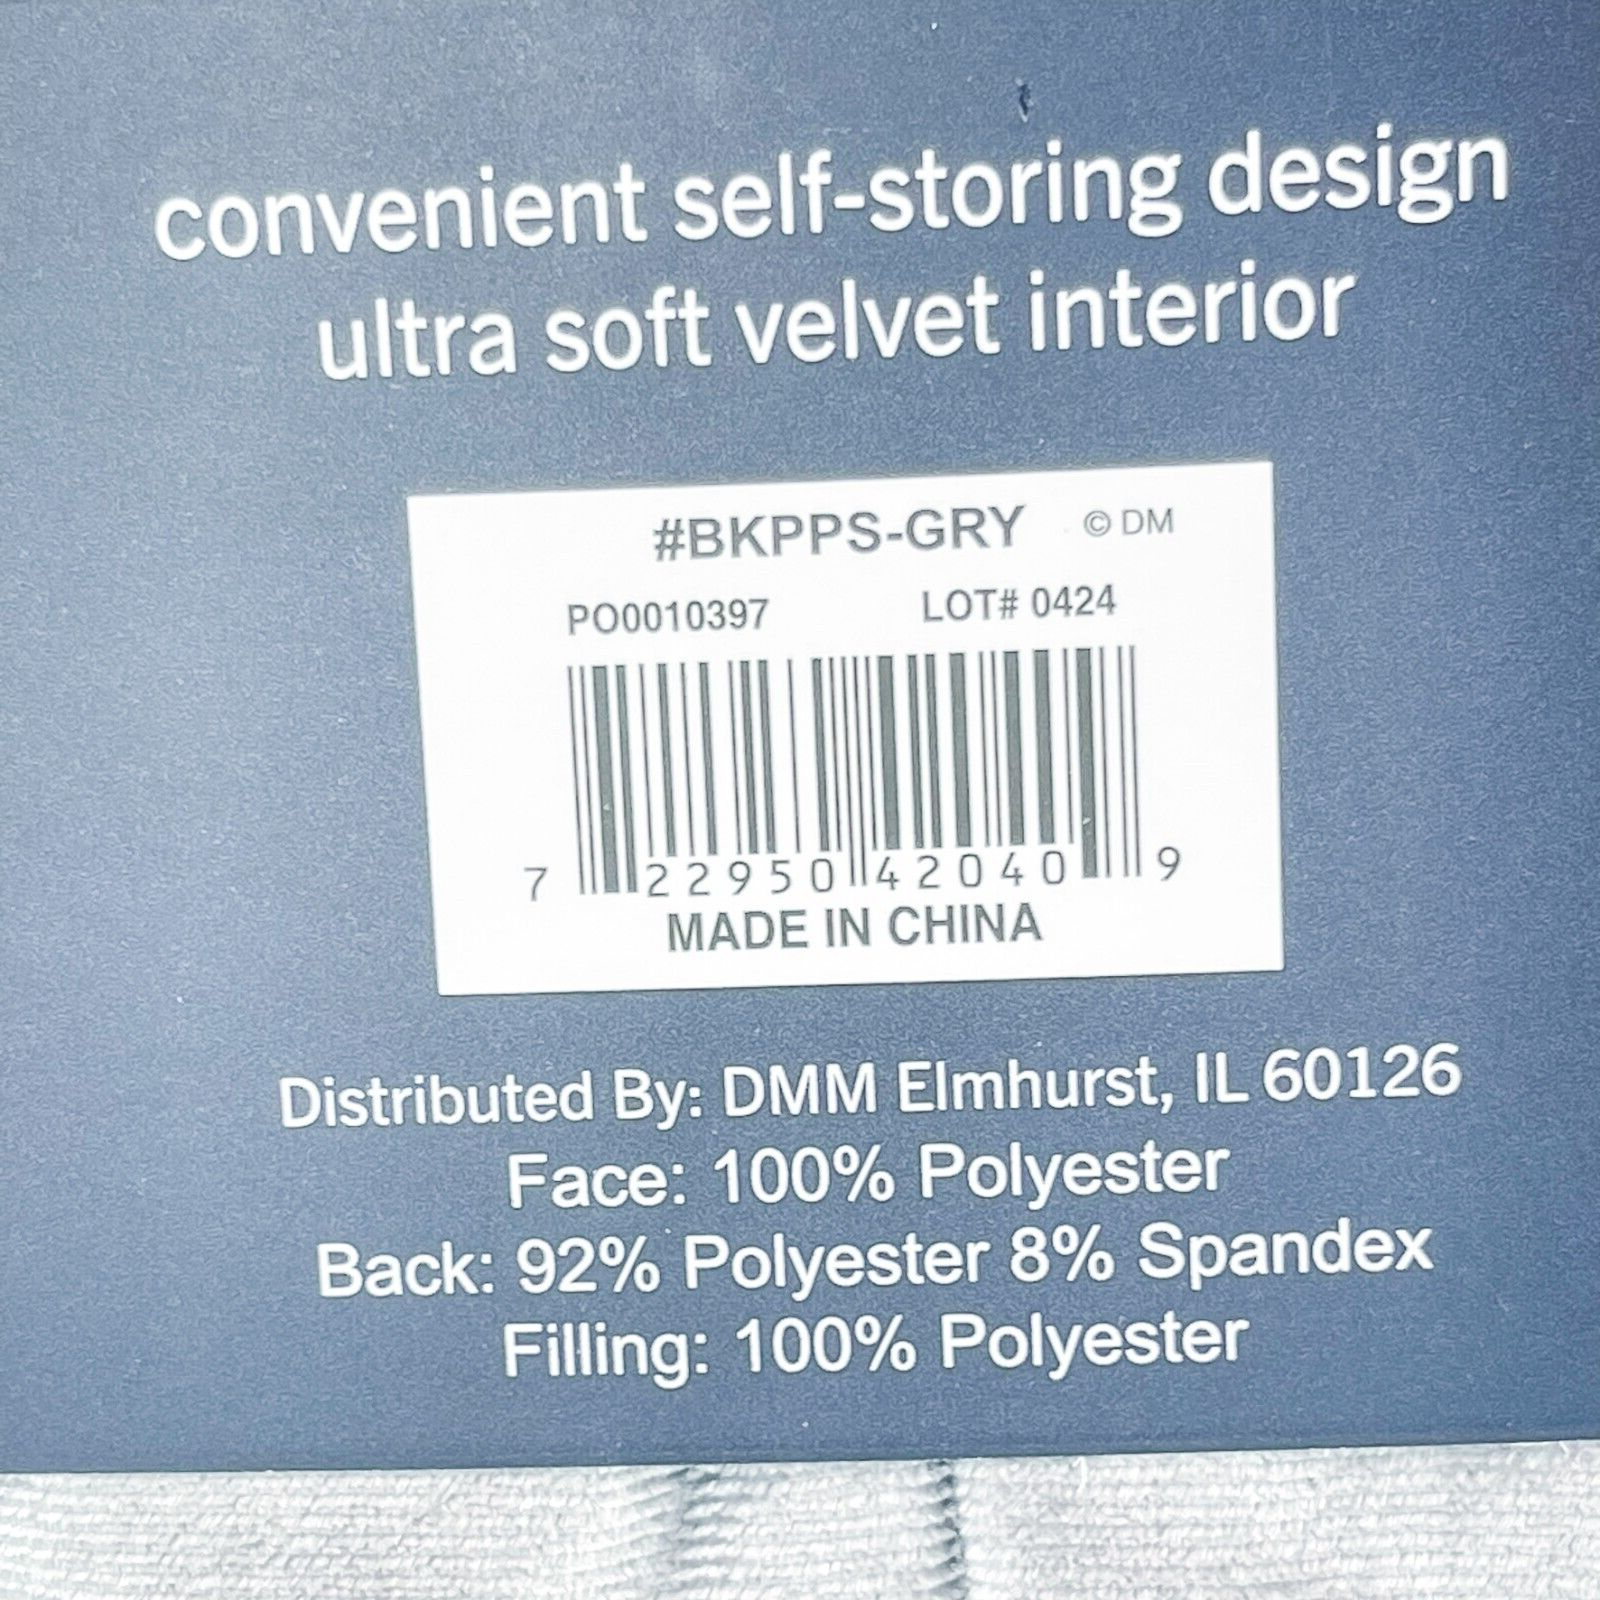 convenient self-storing design
ultra soft velvet interior
#BKPPS-GRY © DM
PO0010397 LOT# 0424
7 22950 42040 9
MADE IN CHINA
Distributed By: DMM Elmhurst, IL 60126
Face: 100% Polyester
Back: 92% Polyester 8% Spandex
Filling: 100% Polyester